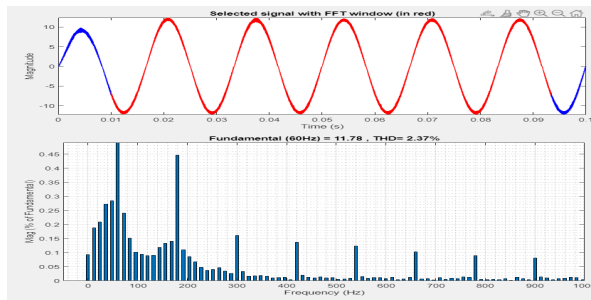 Selected signal with FFT window (in red)
10
5
0
-5
-10
Magnitude
0 0.01 0.02 0.03 0.04 0.05 0.06 0.07 0.08 0.09 0.1
Time (s)
Fundamental (60Hz) = 11.78 , THD= 2.37%
0.45
0.4
0.35
0.3
0.25
0.2
0.15
0.1
0.05
0
Mag (% of Fundamental)
0 100 200 300 400 500 600 700 800 900 1000
Frequency (Hz)